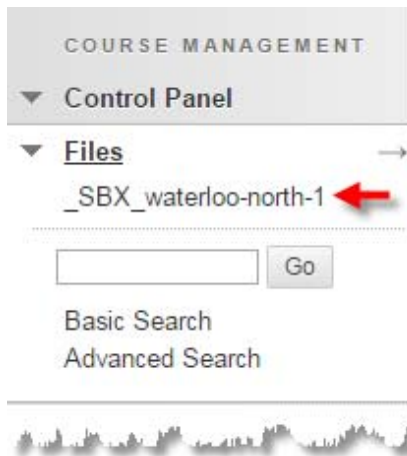 COURSE MANAGEMENT
Control Panel
Files
_SBX_waterloo-north-1
Go
Basic Search
Advanced Search